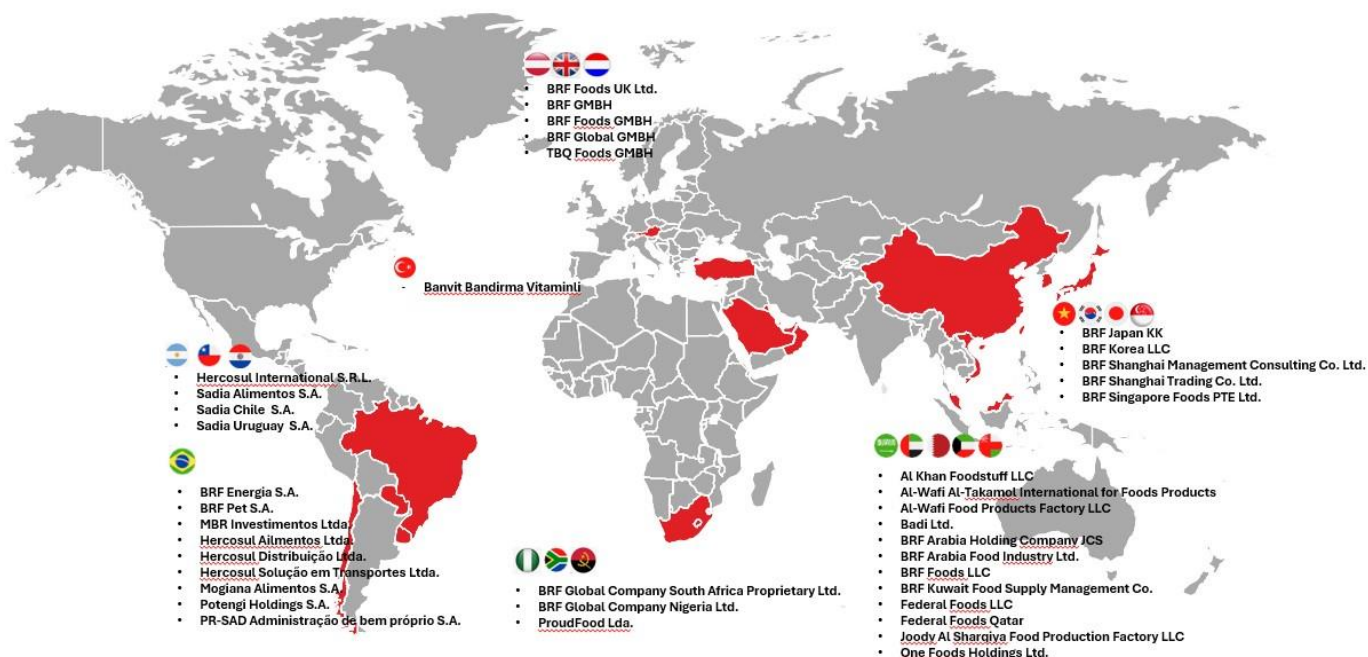 BRF Foods UK Ltd.
BRF GMBH
BRF Foods GMBH
BRF Global GMBH
TBQ Foods GMBH
Banvit Bandirma Vitaminli
Hercosul International S.R.L.
Sadia Alimentos S.A.
Sadia Chile S.A.
Sadia Uruguay S.A.
BRF Energia S.A.
BRF Pet S.A.
MBR Investimentos Ltda.
Hercosul Ailmentos Ltda.
Hercosul Distribuição Ltda.
Hercosul Solução em Transportes Ltda.
Mogiana Alimentos S.A.
Potengi Holdings S.A.
PR-SAD Administração de bem próprio S.A.
BRF Global Company South Africa Proprietary Ltd.
BRF Global Company Nigeria Ltd.
ProudFood Lda.
BRF Japan KK
BRF Korea LLC
BRF Shanghai Management Consulting Co. Ltd.
BRF Shanghai Trading Co. Ltd.
BRF Singapore Foods PTE Ltd.
Al Khan Foodstuff LLC
Al-Wafi Al-Takamol International for Foods Products
Al-Wafi Food Products Factory LLC
Badi Ltd.
BRF Arabia Holding Company JCS
BRF Arabia Food Industry Ltd.
BRF Foods LLC
BRF Kuwait Food Supply Management Co.
Federal Foods LLC
Federal Foods Qatar
Joody Al Sharqiya Food Production Factory LLC
One Foods Holdings Ltd.